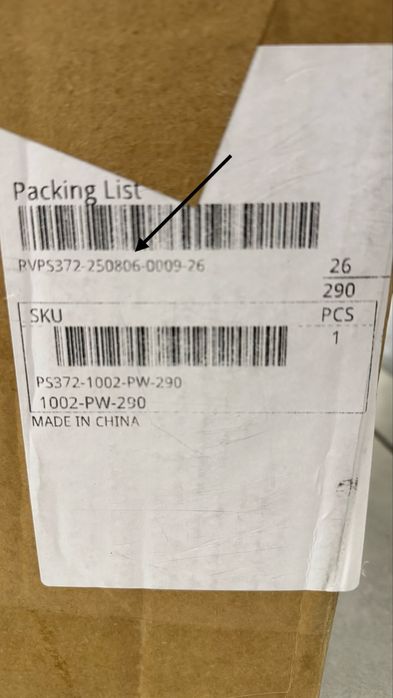 Packing List
PVPS372-250806-0009-26
26
290
SKU
PCS
1
PS372-1002-PW-290
1002-PW-290
MADE IN CHINA